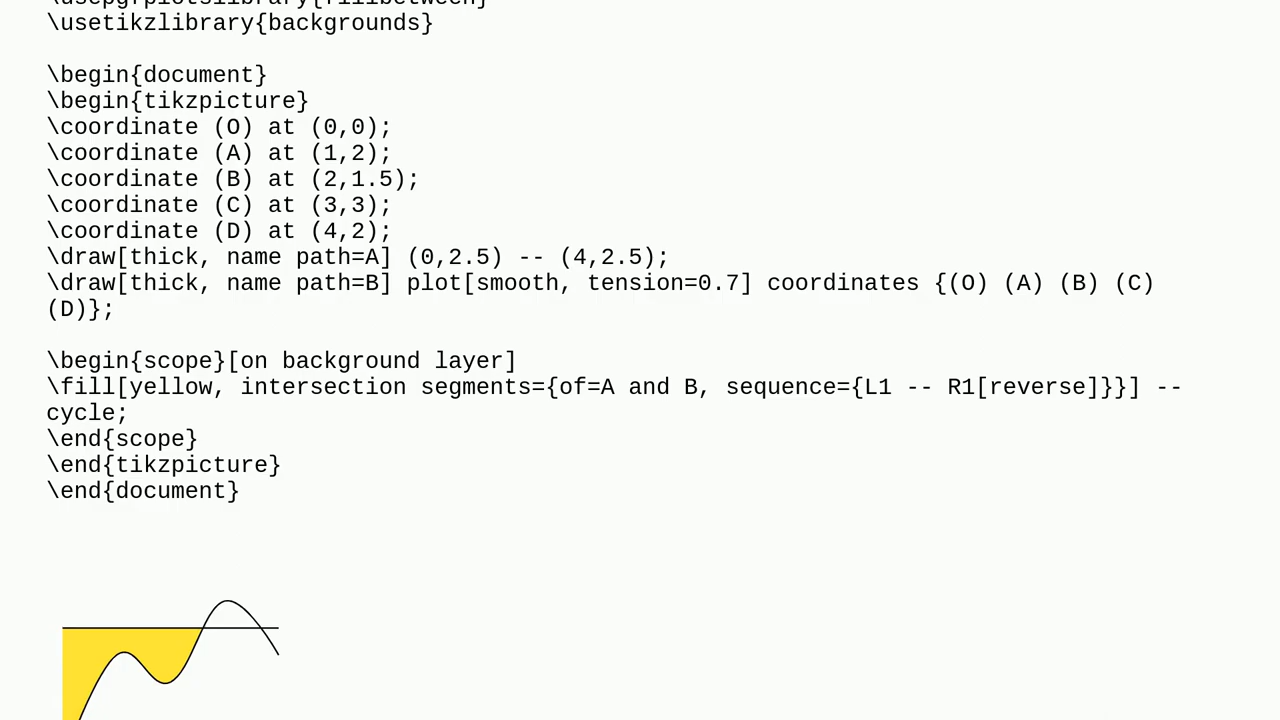 \usepgfplotslibrary{fillbetween}
\usetikzlibrary{backgrounds}
\begin{document}
\begin{tikzpicture}
\coordinate (O) at (0,0);
\coordinate (A) at (1,2);
\coordinate (B) at (2,1.5);
\coordinate (C) at (3,3);
\coordinate (D) at (4,2);
\draw[thick, name path=A] (0,2.5) -- (4,2.5);
\draw[thick, name path=B] plot[smooth, tension=0.7] coordinates {(O) (A) (B) (C)
(D)};
\begin{scope}[on background layer]
\fill[yellow, intersection segments={of=A and B, sequence={L1 -- R1[reverse]}}] --
cycle;
\end{scope}
\end{tikzpicture}
\end{document}